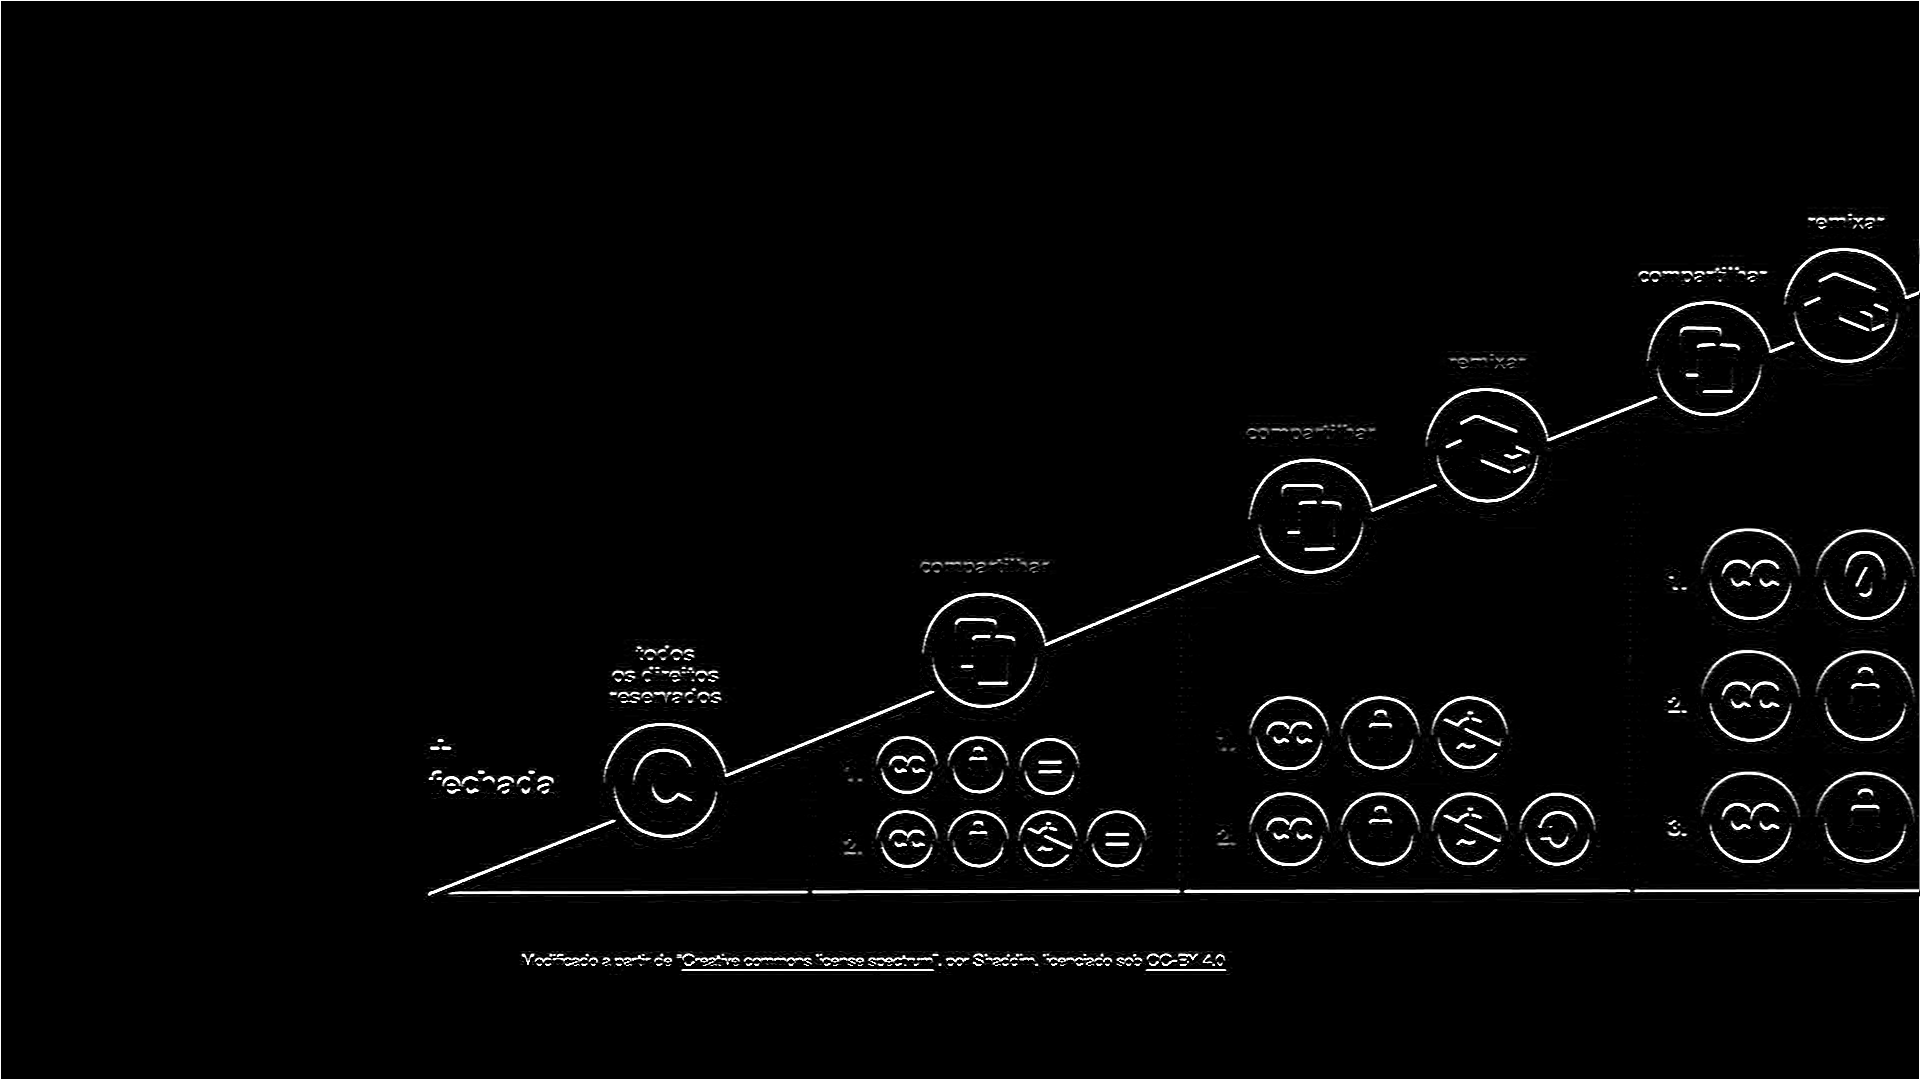 remixar
compartilhar
remixar
compartilhar
compartilhar
todos
os direitos
reservados
+
fechada
1.
2.
1.
2.
1.
2.
3.
Modificado a partir de "Creative commons license spectrum", por Shaddim, licenciado sob CC-BY 4.0